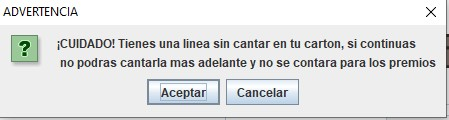 ADVERTENCIA
¡CUIDADO! Tienes una linea sin cantar en tu carton, si continuas
no podras cantarla mas adelante y no se contara para los premios
Aceptar Cancelar